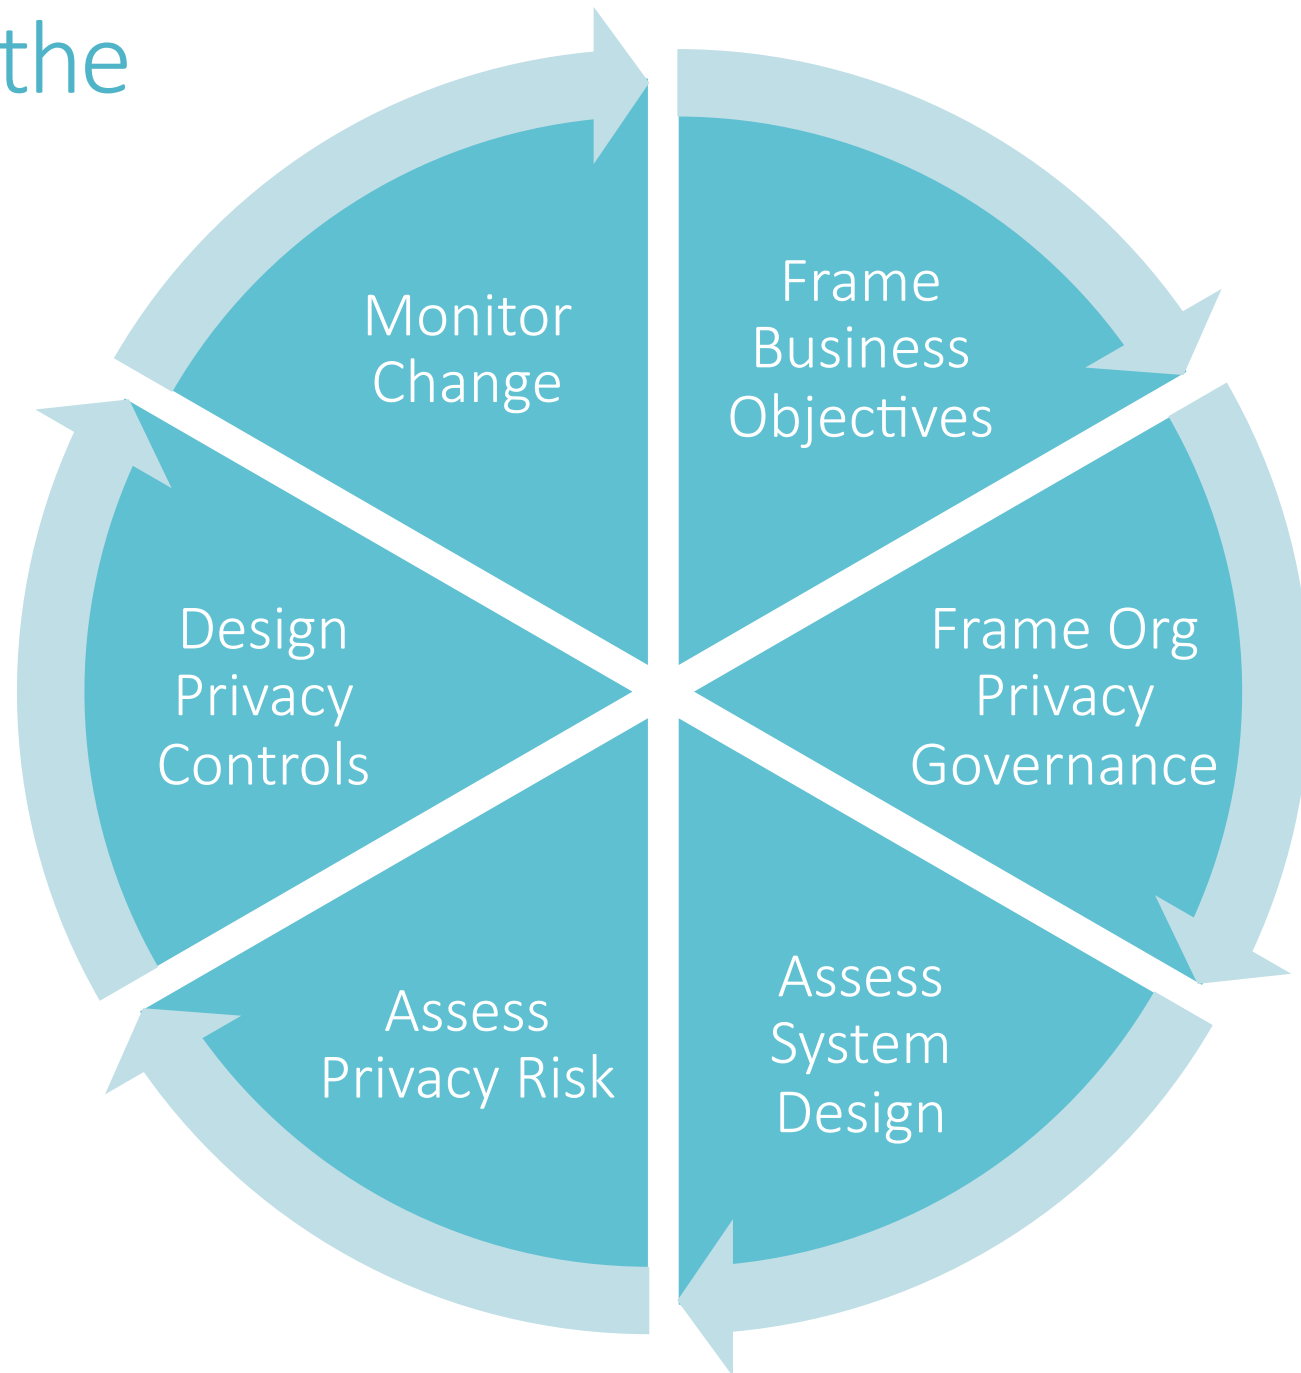 the
Frame
Business
Objectives
Frame Org
Privacy
Governance
Assess
System
Design
Assess
Privacy Risk
Design
Privacy
Controls
Monitor
Change